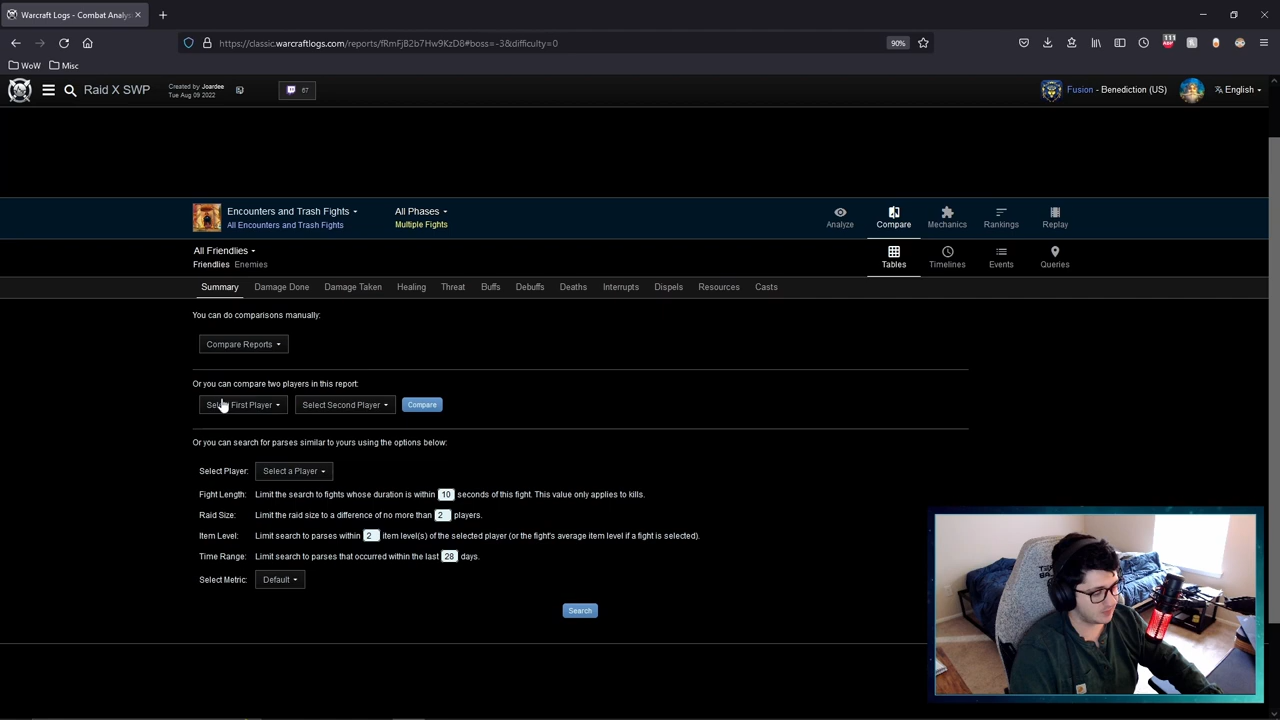 Warcraft Logs - Combat Analys
https://classic.warcraftlogs.com/reports/fRmFjB2b7Hw9KzD8#boss=-3&difficulty=0
90%
111
WoW
Misc
Raid X SWP
Created by Joardee
Tue Aug 09 2022
67
Fusion - Benediction (US)
English
Encounters and Trash Fights
All Encounters and Trash Fights
All Phases
Multiple Fights
Analyze
Compare
Mechanics
Rankings
Replay
All Friendlies
Friendlies Enemies
Tables
Timelines
Events
Queries
Summary Damage Done Damage Taken Healing Threat Buffs Debuffs Deaths Interrupts Dispels Resources Casts
You can do comparisons manually:
Compare Reports
Or you can compare two players in this report:
Select First Player Select Second Player Compare
Or you can search for parses similar to yours using the options below:
Select Player: Select a Player
Fight Length: Limit the search to fights whose duration is within 10 seconds of this fight. This value only applies to kills.
Raid Size: Limit the raid size to a difference of no more than 2 players.
Item Level: Limit search to parses within 2 item level(s) of the selected player (or the fight's average item level if a fight is selected).
Time Range: Limit search to parses that occurred within the last 28 days.
Select Metric: Default
Search